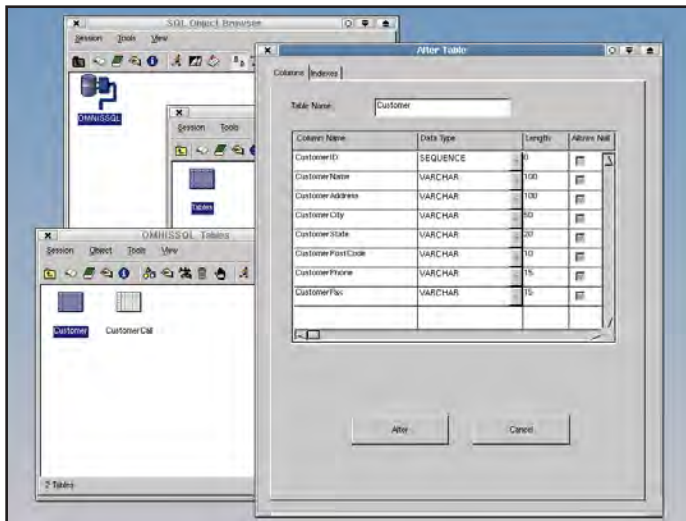 SQL Object Browser
Session Tools View
OMNISSQL
Session Tools
Tables
OMNISSQL Tables
Session Object Tools View
Customer CustomerCall
2 Tables
Alter Table
Columns Indexes
Table Name Customer
Column Name Data Type Length Allows Null
CustomerID SEQUENCE 0
CustomerName VARCHAR 100
CustomerAddress VARCHAR 100
CustomerCity VARCHAR 50
CustomerState VARCHAR 20
CustomerPostCode VARCHAR 10
CustomerPhone VARCHAR 15
CustomerFax VARCHAR 15
Alter Cancel